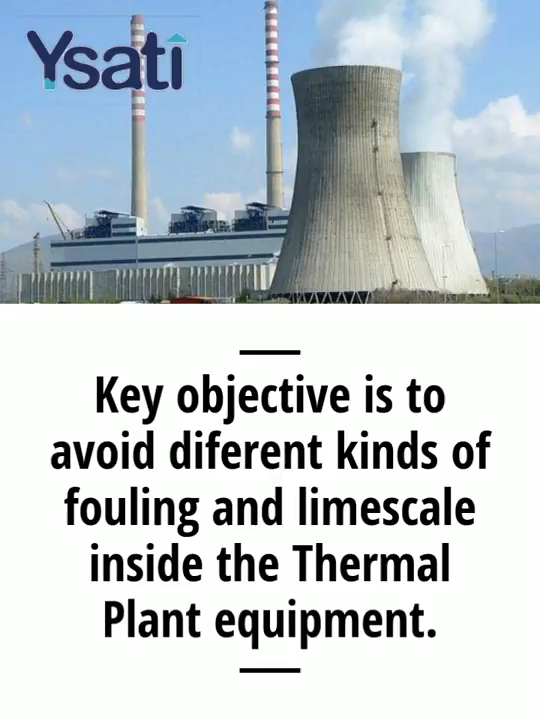 Ysati
Key objective is to
avoid diferent kinds of
fouling and limescale
inside the Thermal
Plant equipment.